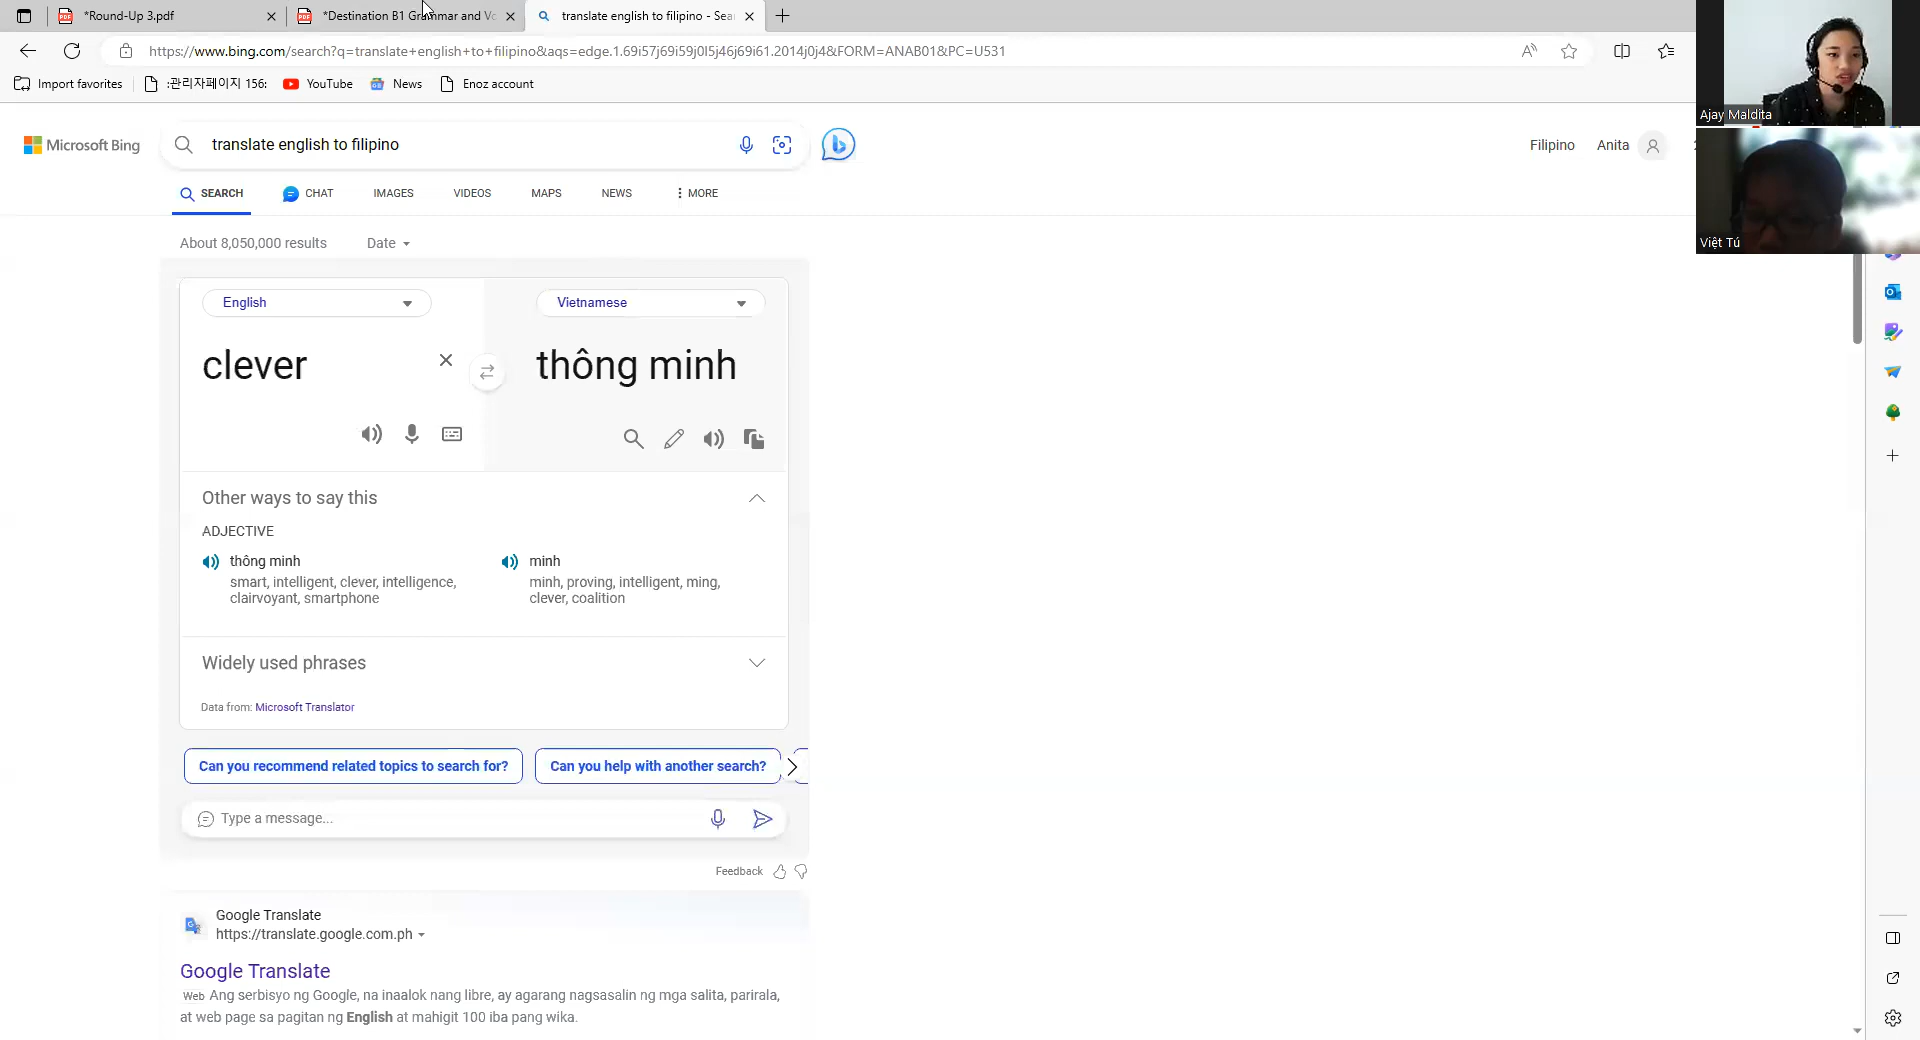 *Round-Up 3.pdf
*Destination B1 Grammar and Vo
translate english to filipino - Sea
https://www.bing.com/search?q=translate+english+to+filipino&aqs=edge.1.69i57j69i59j0l5j46j69i61.2014j0j4&FORM=ANAB01&PC=U531
Import favorites
:관리자페이지 156:
YouTube
News
Enoz account
Ajay Maldita
Microsoft Bing
translate english to filipino
Filipino
Anita
SEARCH
CHAT
IMAGES
VIDEOS
MAPS
NEWS
MORE
Việt Tú
About 8,050,000 results
Date
English
Vietnamese
clever
thông minh
Other ways to say this
ADJECTIVE
thông minh
smart, intelligent, clever, intelligence,
clairvoyant, smartphone
minh
minh, proving, intelligent, ming,
clever, coalition
Widely used phrases
Data from: Microsoft Translator
Can you recommend related topics to search for?
Can you help with another search?
Type a message...
Feedback
Google Translate
https://translate.google.com.ph
Google Translate
Web Ang serbisyo ng Google, na inaalok nang libre, ay agarang nagsasalin ng mga salita, parirala,
at web page sa pagitan ng English at mahigit 100 iba pang wika.